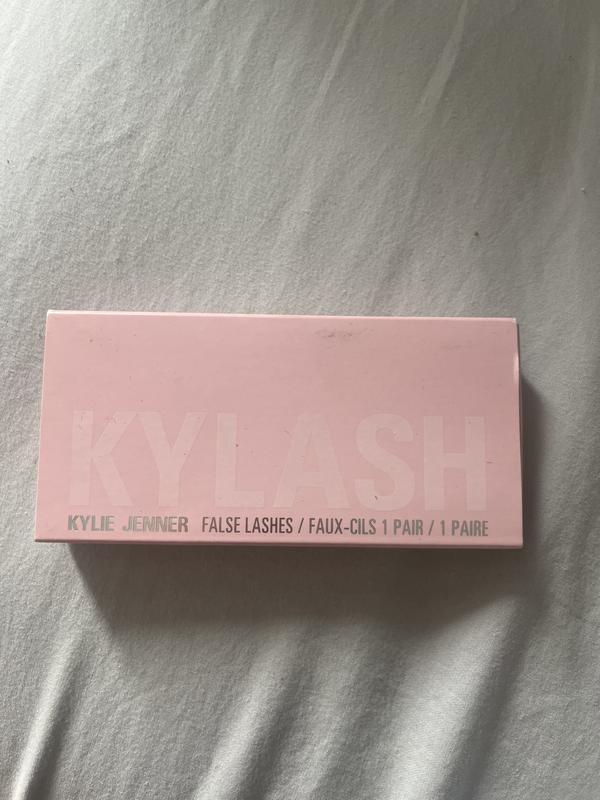 KYLASH
KYLIE JENNER FALSE LASHES / FAUX-CILS 1 PAIR / 1 PAIRE